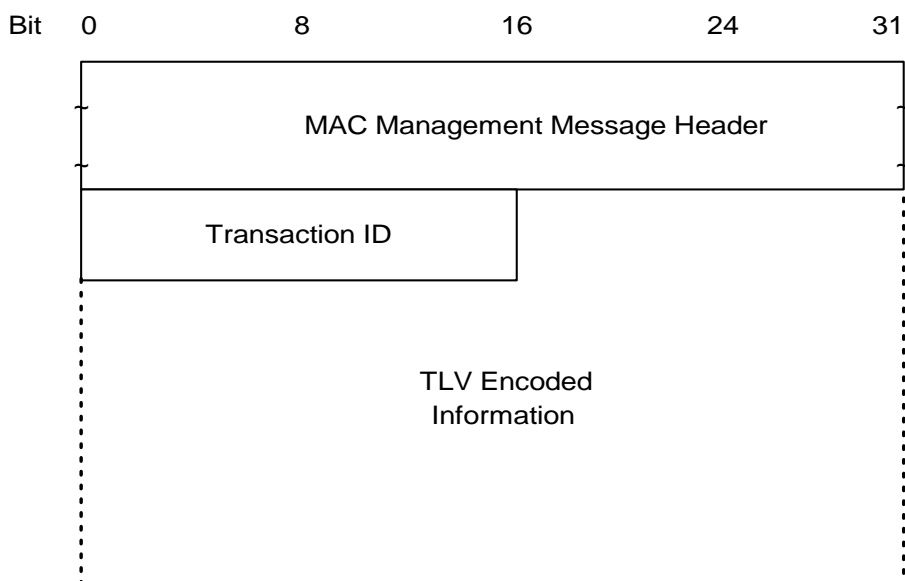 Bit 0 8 16 24 31
MAC Management Message Header
Transaction ID
TLV Encoded
Information